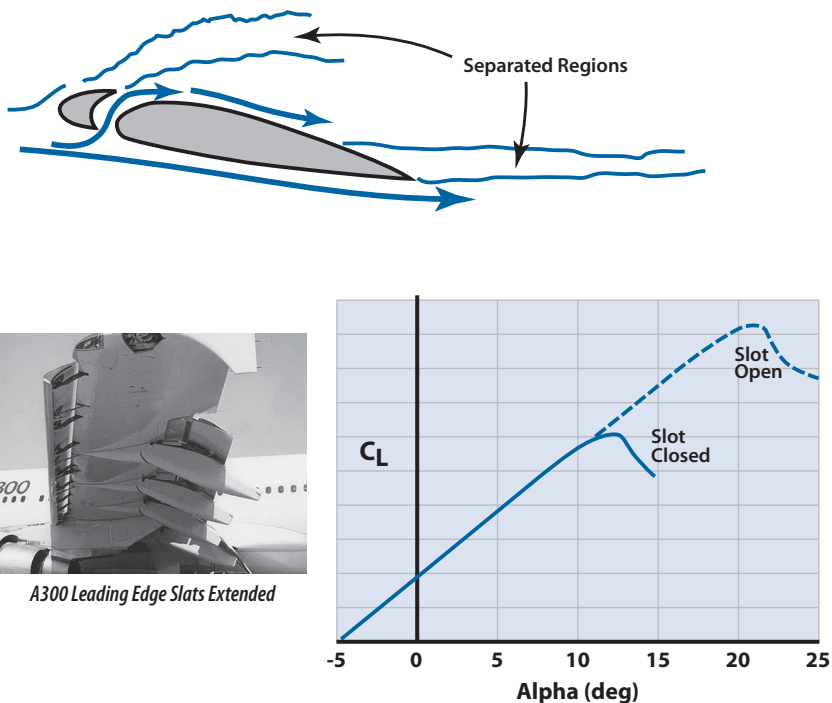 Separated Regions
300
A300 Leading Edge Slats Extended
CL
Slot
Open
Slot
Closed
-5 0 5 10 15 20 25
Alpha (deg)